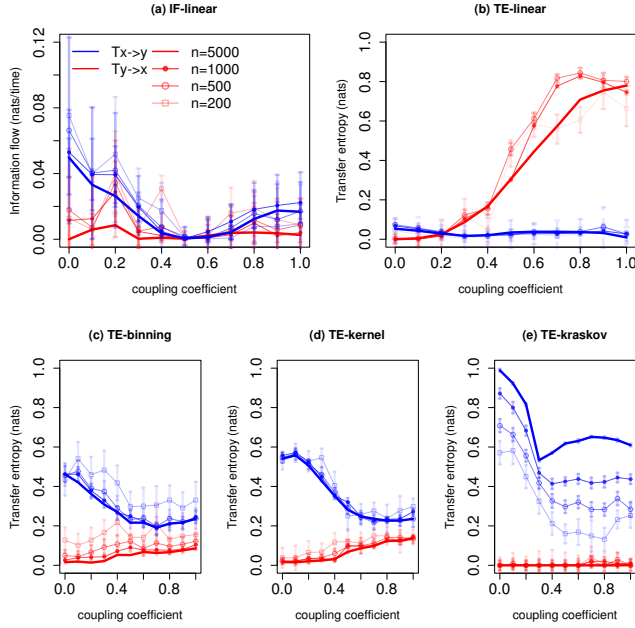 (a) IF-linear
Information flow (nats/time)
0.00 0.04 0.08 0.12
Tx->y
Ty->x
n=5000
n=1000
n=500
n=200
0.0 0.2 0.4 0.6 0.8 1.0
coupling coefficient
(b) TE-linear
Transfer entropy (nats)
0.0 0.2 0.4 0.6 0.8 1.0
0.0 0.2 0.4 0.6 0.8 1.0
coupling coefficient
(c) TE-binning
Transfer entropy (nats)
0.0 0.2 0.4 0.6 0.8 1.0
0.0 0.4 0.8
coupling coefficient
(d) TE-kernel
Transfer entropy (nats)
0.0 0.2 0.4 0.6 0.8 1.0
0.0 0.4 0.8
coupling coefficient
(e) TE-kraskov
Transfer entropy (nats)
0.0 0.2 0.4 0.6 0.8 1.0
0.0 0.4 0.8
coupling coefficient